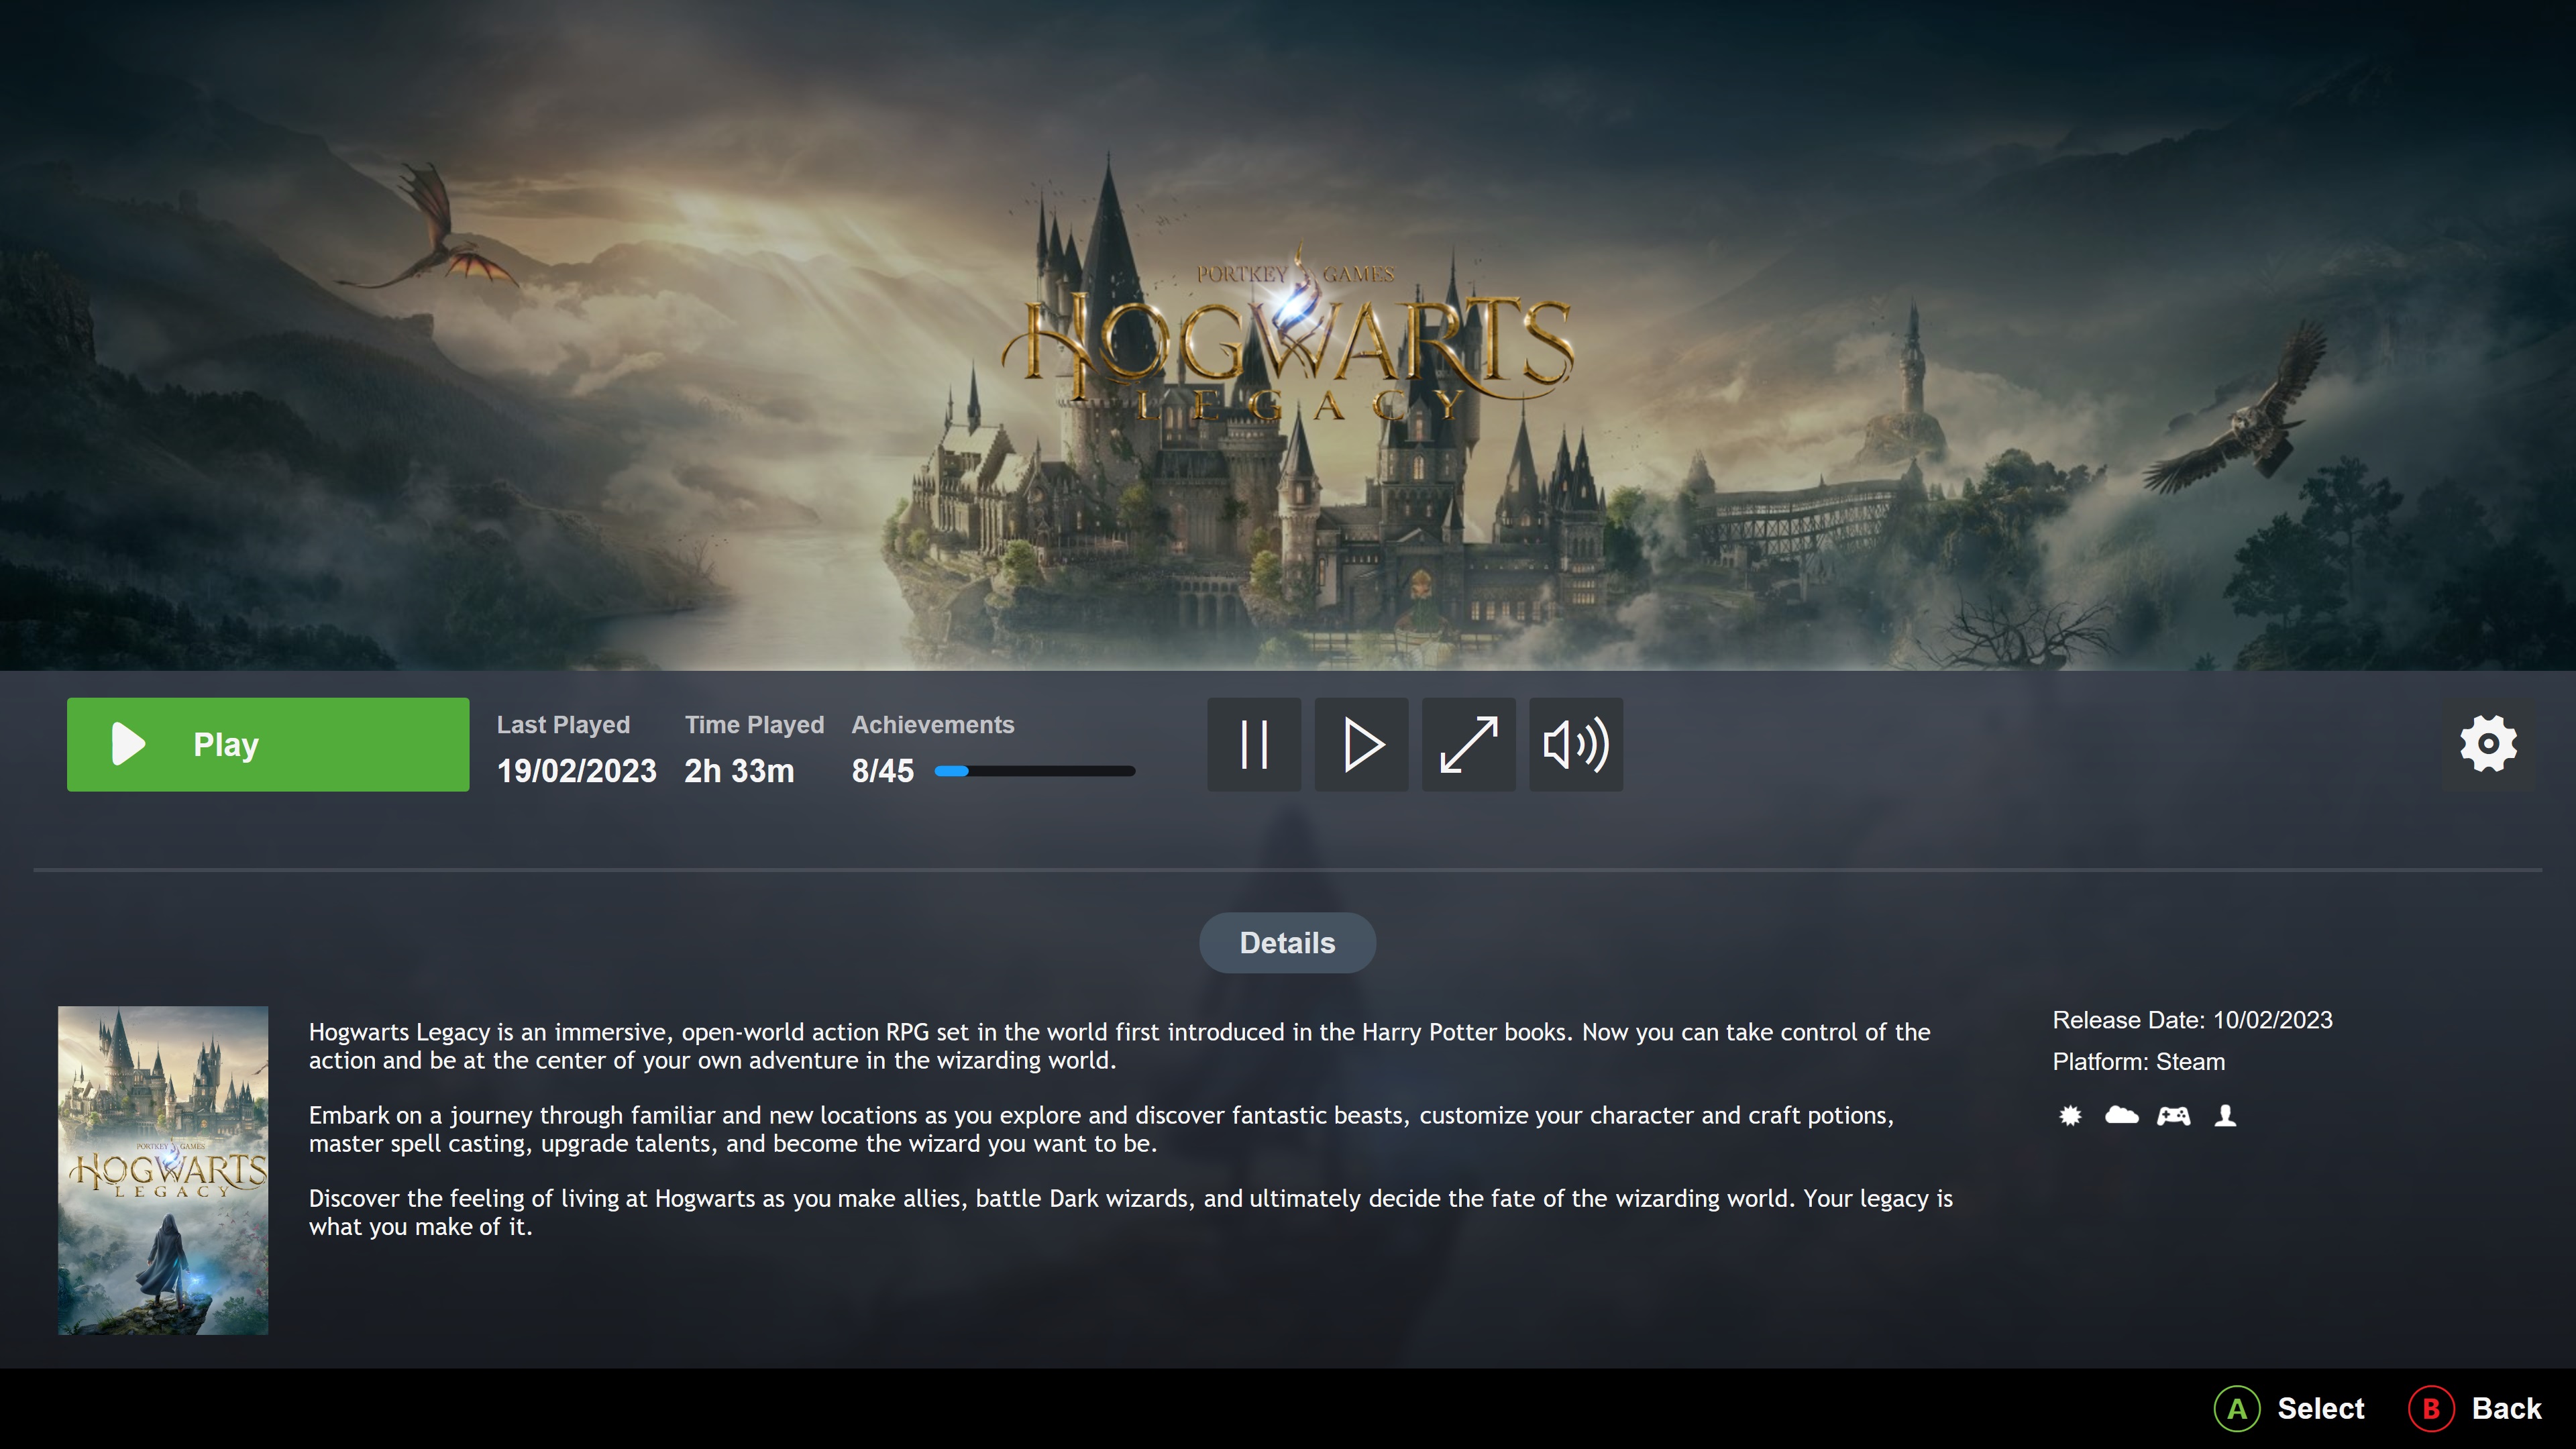 PORTKEY GAMES
HOGWARTS
LEGACY
Play
Last Played
19/02/2023
Time Played
2h 33m
Achievements
8/45
Details
PORTKEY GAMES
HOGWARTS
LEGACY
Hogwarts Legacy is an immersive, open-world action RPG set in the world first introduced in the Harry Potter books. Now you can take control of the
action and be at the center of your own adventure in the wizarding world.
Embark on a journey through familiar and new locations as you explore and discover fantastic beasts, customize your character and craft potions,
master spell casting, upgrade talents, and become the wizard you want to be.
Discover the feeling of living at Hogwarts as you make allies, battle Dark wizards, and ultimately decide the fate of the wizarding world. Your legacy is
what you make of it.
Release Date: 10/02/2023
Platform: Steam
A Select B Back